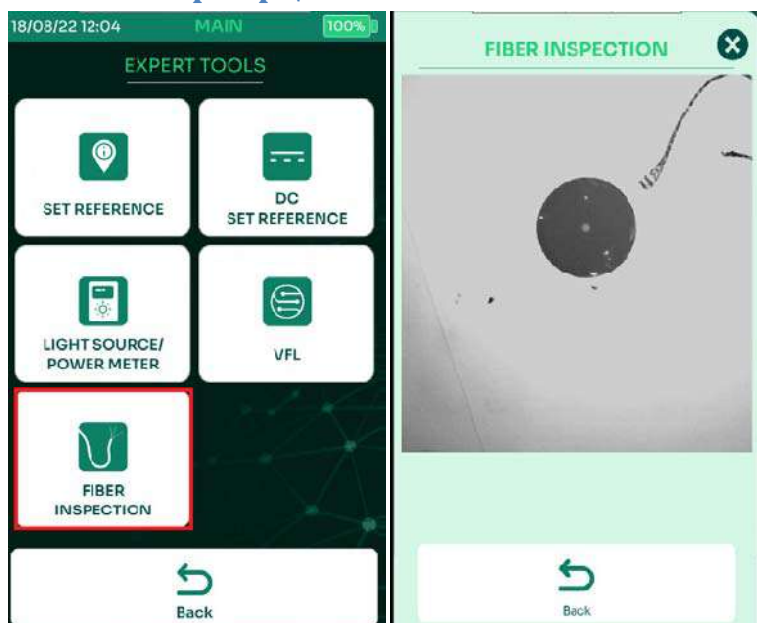 18/08/22 12:04 MAIN 100%
EXPERT TOOLS
SET REFERENCE
DC
SET REFERENCE
LIGHT SOURCE/
POWER METER
VFL
FIBER
INSPECTION
Back
FIBER INSPECTION
Back